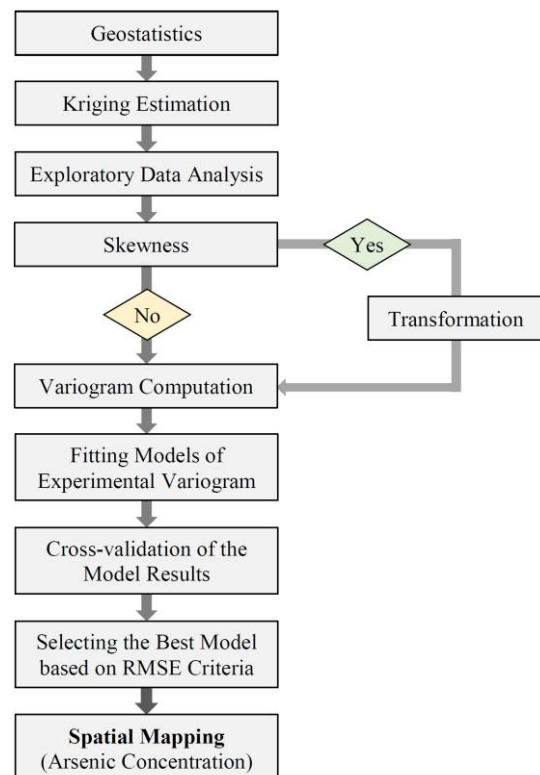 Geostatistics
Kriging Estimation
Exploratory Data Analysis
Skewness
Yes
No
Transformation
Variogram Computation
Fitting Models of
Experimental Variogram
Cross-validation of the
Model Results
Selecting the Best Model
based on RMSE Criteria
Spatial Mapping
(Arsenic Concentration)